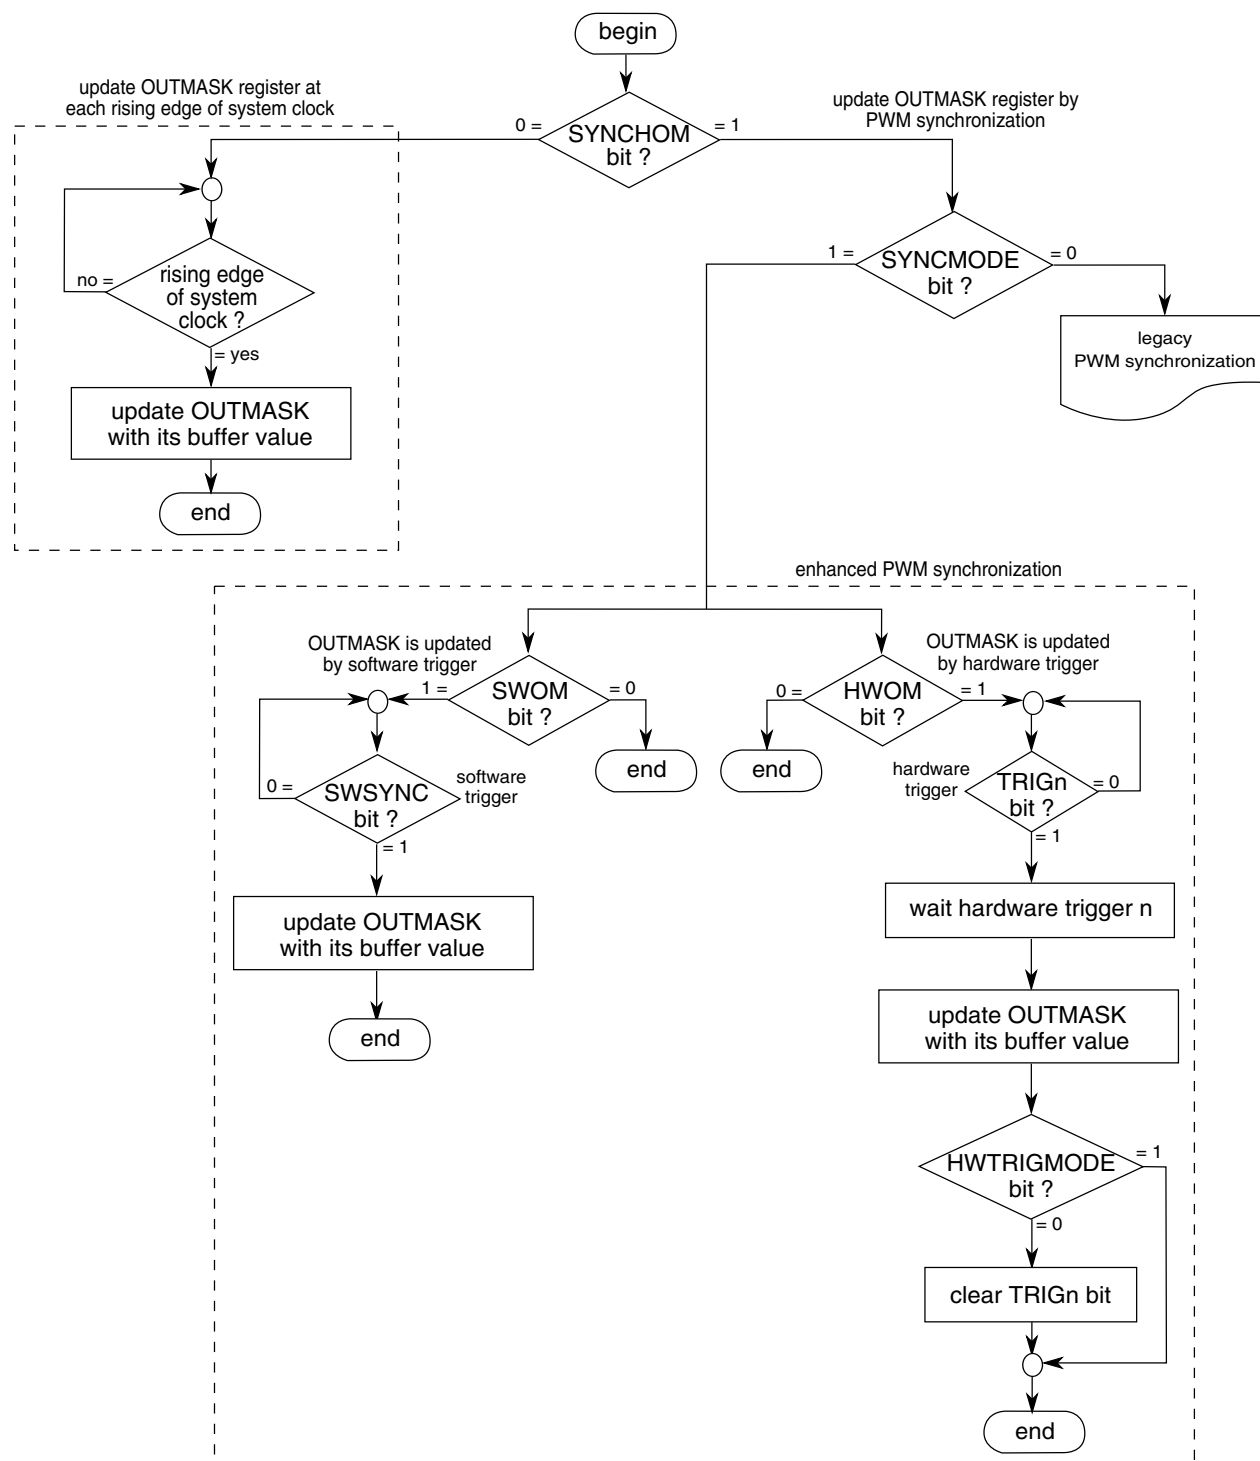 begin
update OUTMASK register at
each rising edge of system clock
update OUTMASK register by
PWM synchronization
0 =
SYNCHOM
bit ?
= 1
1 =
SYNCMODE
bit ?
= 0
no =
rising edge
of system
clock ?
= yes
legacy
PWM synchronization
update OUTMASK
with its buffer value
end
enhanced PWM synchronization
OUTMASK is updated
by software trigger
OUTMASK is updated
by hardware trigger
1 =
SWOM
bit ?
= 0
0 =
HWOM
bit ?
= 1
end
end
0 =
SWSYNC
bit ?
software
trigger
= 1
hardware
trigger
TRIGn
bit ?
= 0
= 1
update OUTMASK
with its buffer value
end
wait hardware trigger n
update OUTMASK
with its buffer value
HWTRIGMODE
bit ?
= 1
= 0
clear TRIGn bit
end